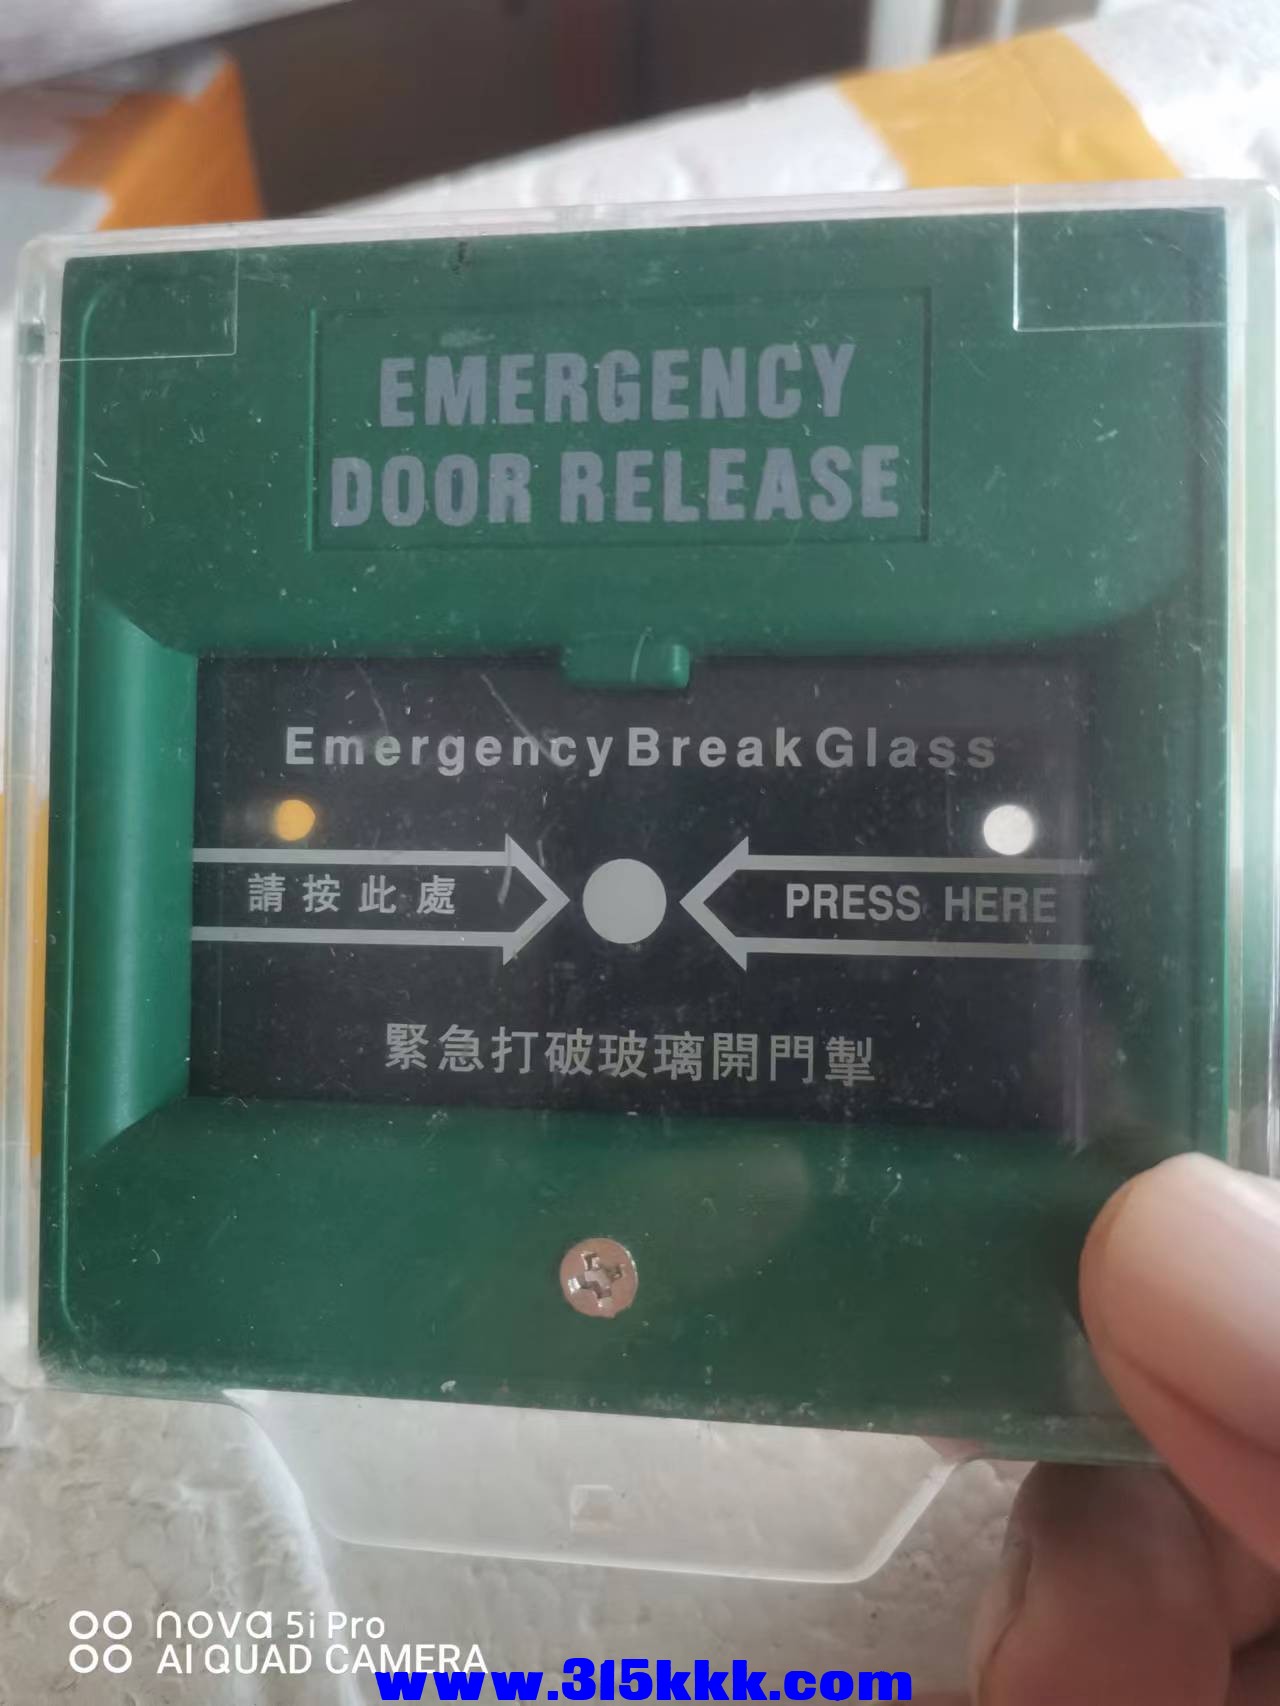 EMERGENCY
DOOR RELEASE
Emergency Break Glass
請按此處
PRESS HERE
緊急打破玻璃開門掣
nova 5i Pro
AI QUAD CAMERA
www.315kkk.com